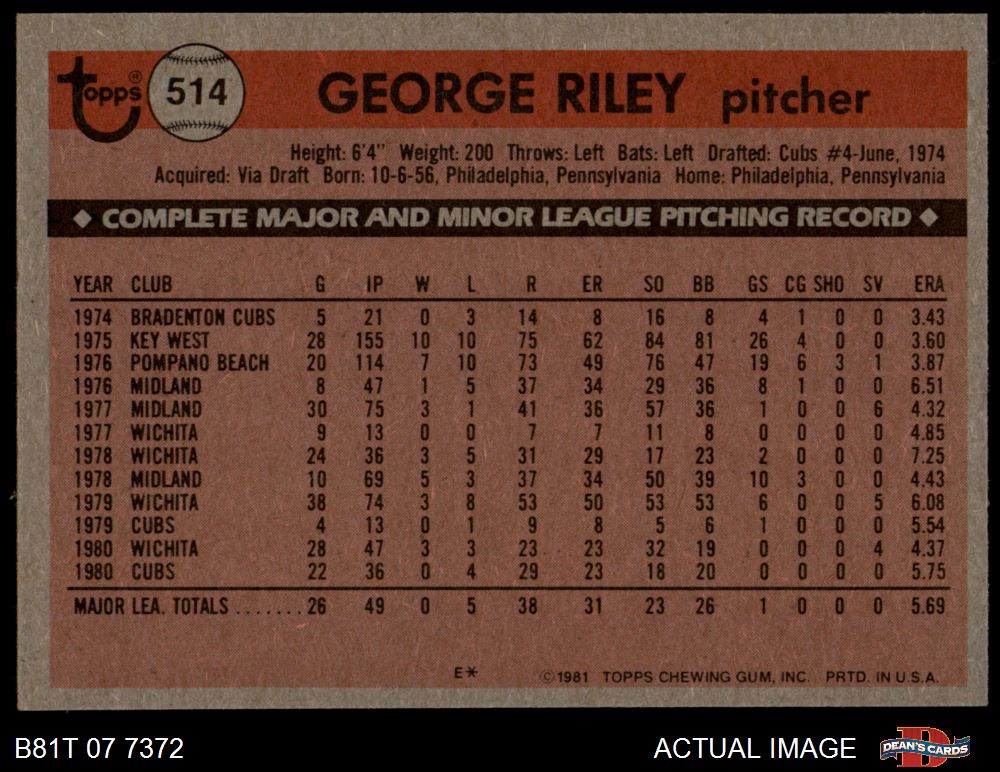 Topps® 514 GEORGE RILEY pitcher
Height: 6'4" Weight: 200 Throws: Left Bats: Left Drafted: Cubs #4-June, 1974
Acquired: Via Draft Born: 10-6-56, Philadelphia, Pennsylvania Home: Philadelphia, Pennsylvania
◆ COMPLETE MAJOR AND MINOR LEAGUE PITCHING RECORD ◆
YEAR CLUB G IP W L R ER SO BB GS CG SHO SV ERA
1974 BRADENTON CUBS 5 21 0 3 14 8 16 8 4 1 0 0 3.43
1975 KEY WEST 28 155 10 10 75 62 84 81 26 4 0 0 3.60
1976 POMPANO BEACH 20 114 7 10 73 49 76 47 19 6 3 1 3.87
1976 MIDLAND 8 47 1 5 37 34 29 36 8 1 0 0 6.51
1977 MIDLAND 30 75 3 1 41 36 57 36 1 0 0 6 4.32
1977 WICHITA 9 13 0 0 7 7 11 8 0 0 0 0 4.85
1978 WICHITA 24 36 3 5 31 29 17 23 2 0 0 0 7.25
1978 MIDLAND 10 69 5 3 37 34 50 39 10 3 0 0 4.43
1979 WICHITA 38 74 3 8 53 50 53 53 6 0 0 5 6.08
1979 CUBS 4 13 0 1 9 8 5 6 1 0 0 0 5.54
1980 WICHITA 28 47 3 3 23 23 32 19 0 0 0 4 4.37
1980 CUBS 22 36 0 4 29 23 18 20 0 0 0 0 5.75
MAJOR LEA. TOTALS ....... 26 49 0 5 38 31 23 26 1 0 0 0 5.69
E* ©1981 TOPPS CHEWING GUM, INC. PRTD. IN U.S.A.
B81T 07 7372 ACTUAL IMAGE D DEAN'S CARDS